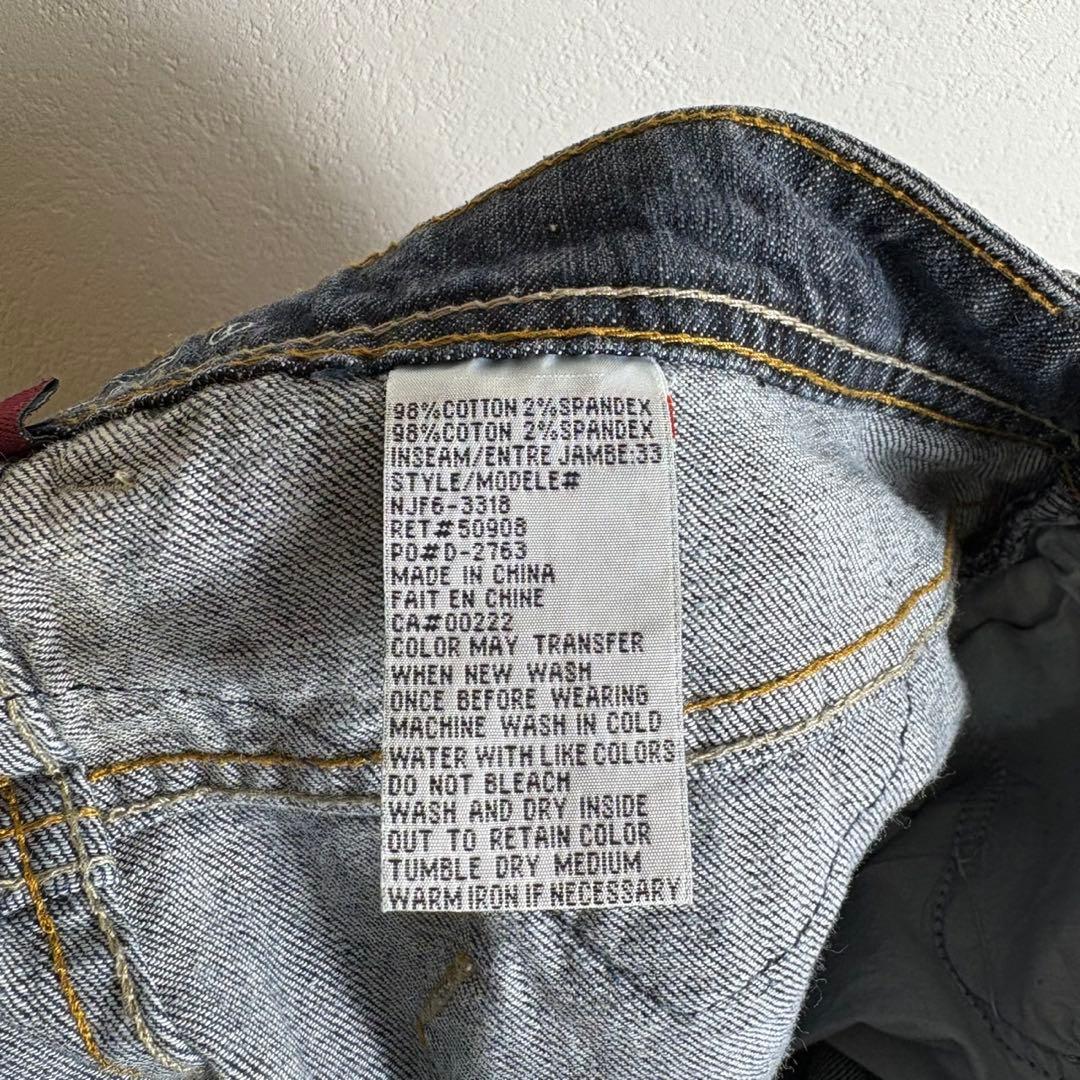 98%COTTON 2%SPANDEX
98%COTON 2%SPANDEX
INSEAM/ENTRE JAMBE:33
STYLE/MODELE#
NJF6-3318
RET#60908
PO#D-2763
MADE IN CHINA
FAIT EN CHINE
CA#00222
COLOR MAY TRANSFER
WHEN NEW WASH
ONCE BEFORE WEARING
MACHINE WASH IN COLD
WATER WITH LIKE COLORS
DO NOT BLEACH
WASH AND DRY INSIDE
OUT TO RETAIN COLOR
TUMBLE DRY MEDIUM
WARM IRON IF NECESSARY